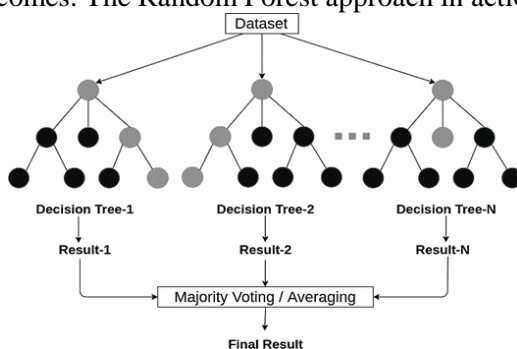 comes. The Random Forest approach in actio
Dataset
Decision Tree-1 Decision Tree-2 Decision Tree-N
Result-1 Result-2 Result-N
Majority Voting / Averaging
Final Result